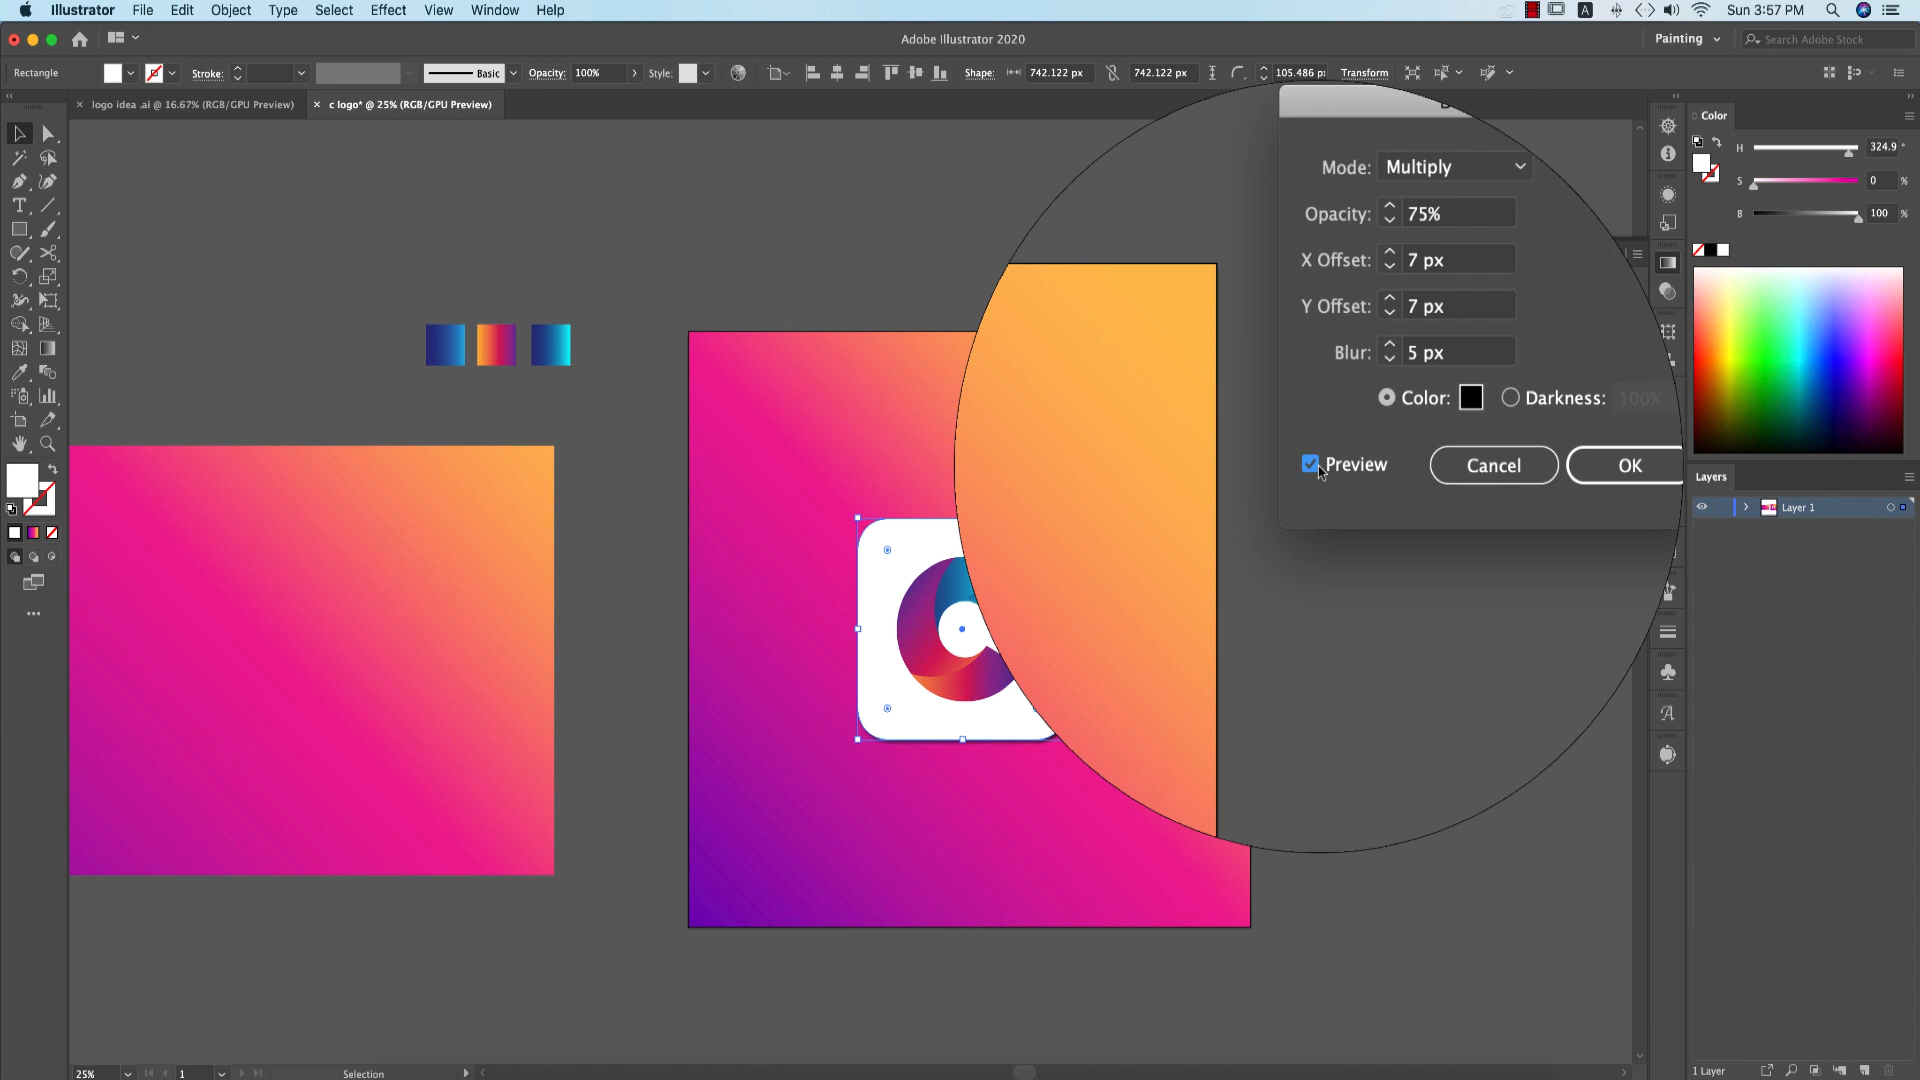 Illustrator File Edit Object Type Select Effect View Window Help
A Sun 3:57 PM
Adobe Illustrator 2020
Painting
Search Adobe Stock
Rectangle Stroke: Basic Opacity: 100% Style: Shape: 742.122 px 742.122 px 105.486 p Transform
logo idea .ai @ 16.67% (RGB/GPU Preview) c logo* @ 25% (RGB/GPU Preview)
Color
H 324.9 °
S 0 %
B 100 %
Mode: Multiply
Opacity: 75%
X Offset: 7 px
Y Offset: 7 px
Blur: 5 px
Color: Darkness: 100%
Preview Cancel OK
Layers
Layer 1
25% 1 Selection
1 Layer